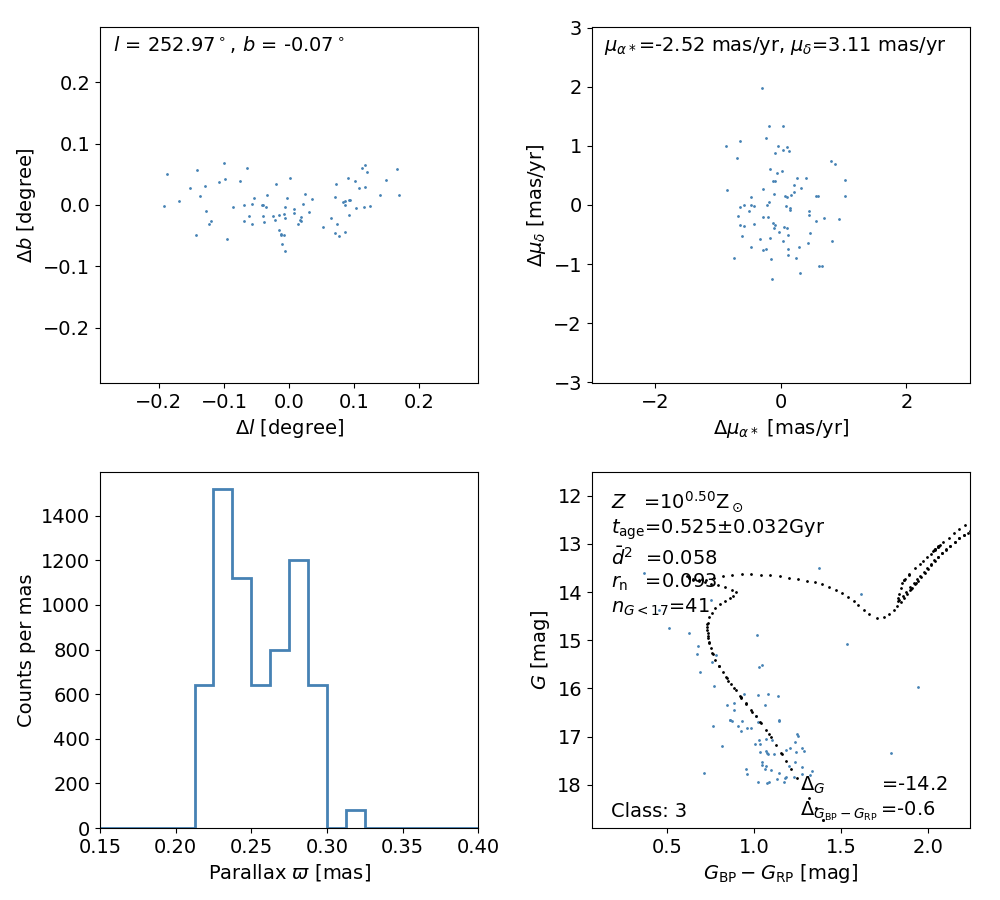 l = 252.97°, b = -0.07°
0.2
0.1
0.0
−0.1
−0.2
Δb [degree]
−0.2 −0.1 0.0 0.1 0.2
Δl [degree]
μα*=-2.52 mas/yr, μδ=3.11 mas/yr
3
2
1
0
−1
−2
−3
Δμδ [mas/yr]
−2 0 2
Δμα* [mas/yr]
1400
1200
1000
800
600
400
200
0
Counts per mas
0.15 0.20 0.25 0.30 0.35 0.40
Parallax ϖ [mas]
Z =10^0.50 Z⊙
t_age=0.525±0.032Gyr
d̄² =0.058
r_n =0.093
n_G<17=41
Δ_G =-14.2
Δ_G_BP−G_RP =-0.6
Class: 3
12
13
14
15
16
17
18
G [mag]
0.5 1.0 1.5 2.0
G_BP − G_RP [mag]